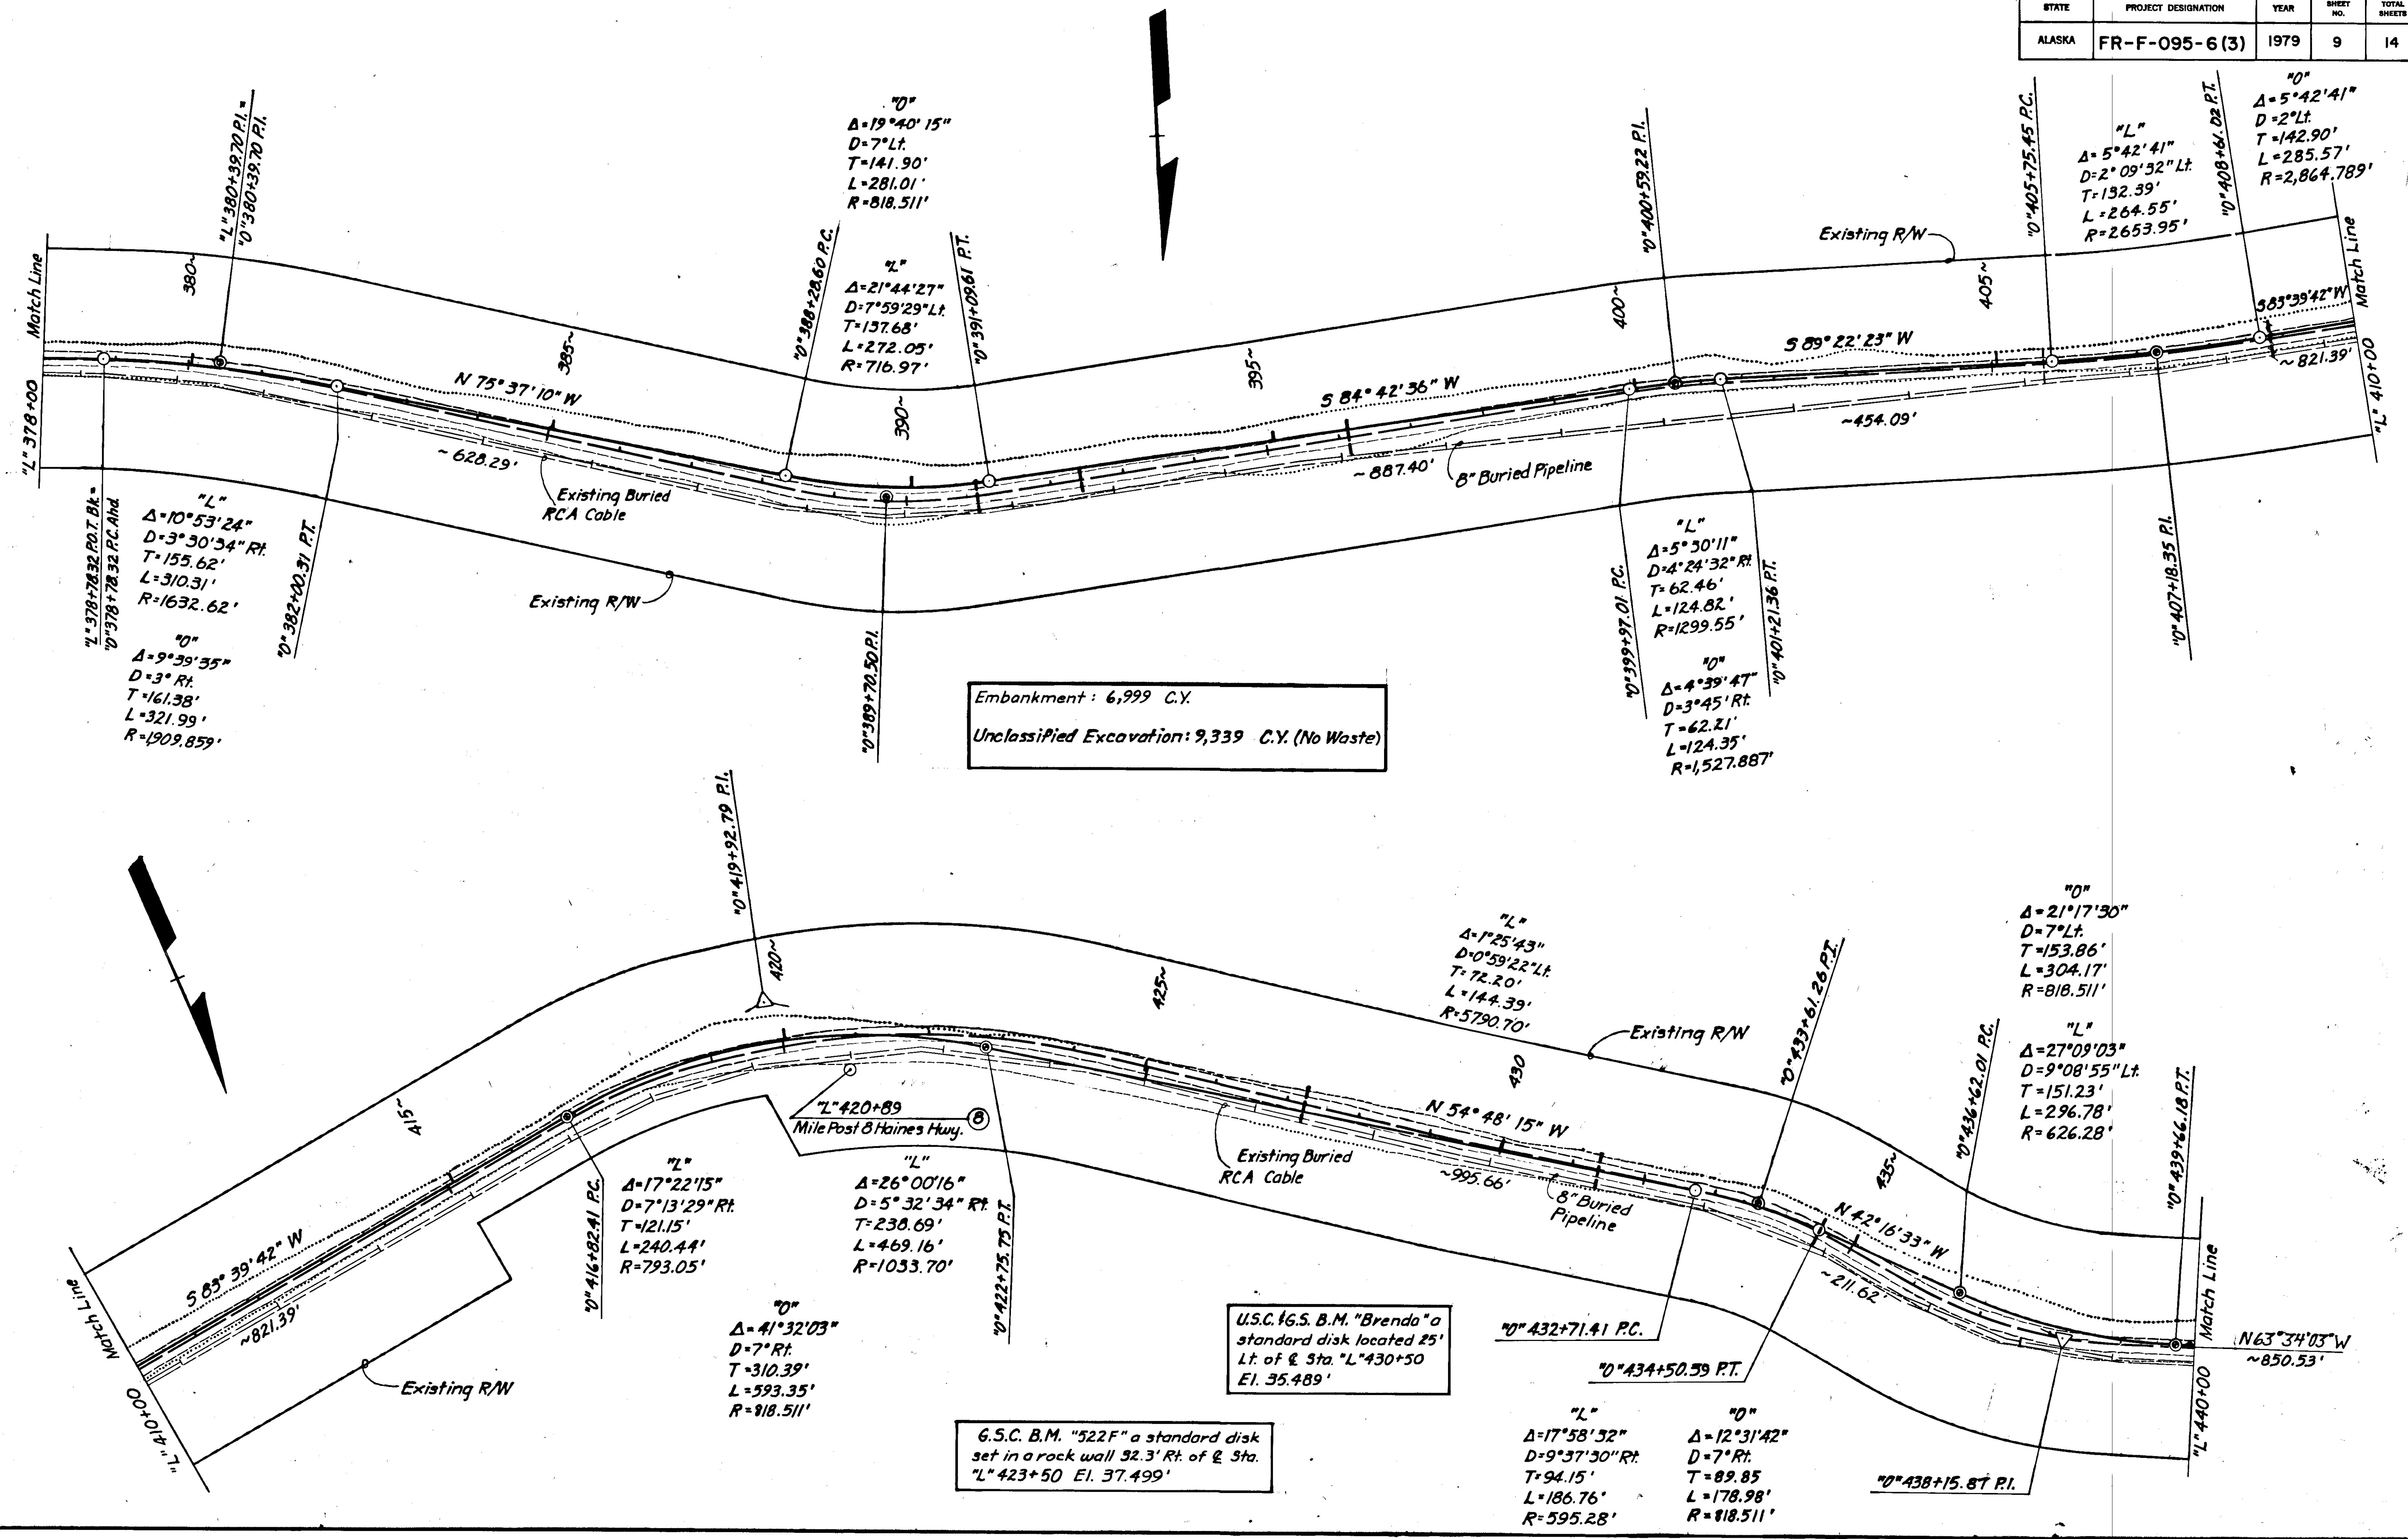 STATE PROJECT DESIGNATION YEAR SHEET NO. TOTAL SHEETS
ALASKA FR-F-095-6(3) 1979 9 14
"L" 380+39.70 P.I. =
"O" 380+39.70 P.I.
"O"
Δ=19°40'15"
D=7°Lt.
T=141.90'
L=281.01'
R=818.511'
"L"
Δ=21°44'27"
D=7°59'29"Lt.
T=137.68'
L=272.05'
R=716.97'
"O" 388+28.60 P.C.
"O" 391+09.61 P.T.
"O" 400+59.22 P.I.
"O" 405+75.45 P.C.
"L"
Δ=5°42'41"
D=2°09'32"Lt.
T=132.39'
L=264.55'
R=2653.95'
"O" 408+61.02 P.T.
"O"
Δ=5°42'41"
D=2°Lt.
T=142.90'
L=285.57'
R=2,864.789'
Match Line
"L" 378+00
380~
385~
390~
395~
400~
405~
Existing R/W
Match Line
"L" 410+00
N 75°37'10" W
S 84°42'36" W
S 89°22'23" W
S83°39'42" W
~628.29'
~887.40'
~454.09'
~821.39'
Existing Buried
RCA Cable
8" Buried Pipeline
Existing R/W
"L" 378+78.32 P.O.T. Bk =
"O" 378+78.32 P.C. Ahd
"L"
Δ=10°53'24"
D=3°30'34" Rt.
T=155.62'
L=310.31'
R=1632.62'
"O"
Δ=9°39'35"
D=3° Rt.
T=161.38'
L=321.99'
R=1,909.859'
"O" 382+00.31 P.T.
"O" 389+70.50 P.I.
"O" 399+97.01 P.C.
"L"
Δ=5°30'11"
D=4°24'32" Rt.
T=62.46'
L=124.82'
R=1299.55'
"O"
Δ=4°39'47"
D=3°45' Rt.
T=62.21'
L=124.35'
R=1,527.887'
"O" 401+21.36 P.T.
"O" 407+18.35 P.I.
Embankment: 6,999 C.Y.
Unclassified Excavation: 9,339 C.Y. (No Waste)
"O" 419+92.79 P.I.
415~
420~
425~
430
435~
"L"
Δ=1°25'43"
D=0°59'22"Lt.
T=72.20'
L=144.39'
R=5790.70'
Existing R/W
"O" 433+61.26 P.I.
"O" 436+62.01 P.C.
"O"
Δ=21°17'30"
D=7°Lt.
T=153.86'
L=304.17'
R=818.511'
"L"
Δ=27°09'03"
D=9°08'55"Lt.
T=151.23'
L=296.78'
R=626.28'
"O" 439+66.18 P.T.
Match Line
"L" 410+00
S 83°39'42" W
~821.39'
Existing R/W
"O" 416+82.41 P.C.
"L" 420+89
Mile Post 8 Haines Hwy.
8
"L"
Δ=17°22'15"
D=7°13'29"Rt.
T=121.15'
L=240.44'
R=793.05'
"L"
Δ=26°00'16"
D=5°32'34" Rt.
T=238.69'
L=469.16'
R=1033.70'
"O"
Δ=41°32'03"
D=7° Rt.
T=310.39'
L=593.35'
R=818.511'
"O" 422+75.75 P.T.
Existing Buried
RCA Cable
N 54°48'15" W
~995.66'
8" Buried
Pipeline
N 42°16'33" W
~211.62'
Match Line
"L" 440+00
N63°34'03"W
~850.53'
U.S.C.&G.S. B.M. "Brenda" a
standard disk located 25'
Lt. of ℄ Sta. "L" 430+50
El. 35.489'
G.S.C. B.M. "522F" a standard disk
set in a rock wall 32.3' Rt. of ℄ Sta.
"L" 423+50 El. 37.499'
"O" 432+71.41 P.C.
"O" 434+50.39 P.T.
"L"
Δ=17°58'32"
D=9°37'30"Rt.
T=94.15'
L=186.76'
R=595.28'
"O"
Δ=12°31'42"
D=7° Rt.
T=89.85
L=178.98'
R=818.511'
"O" 438+15.87 P.I.